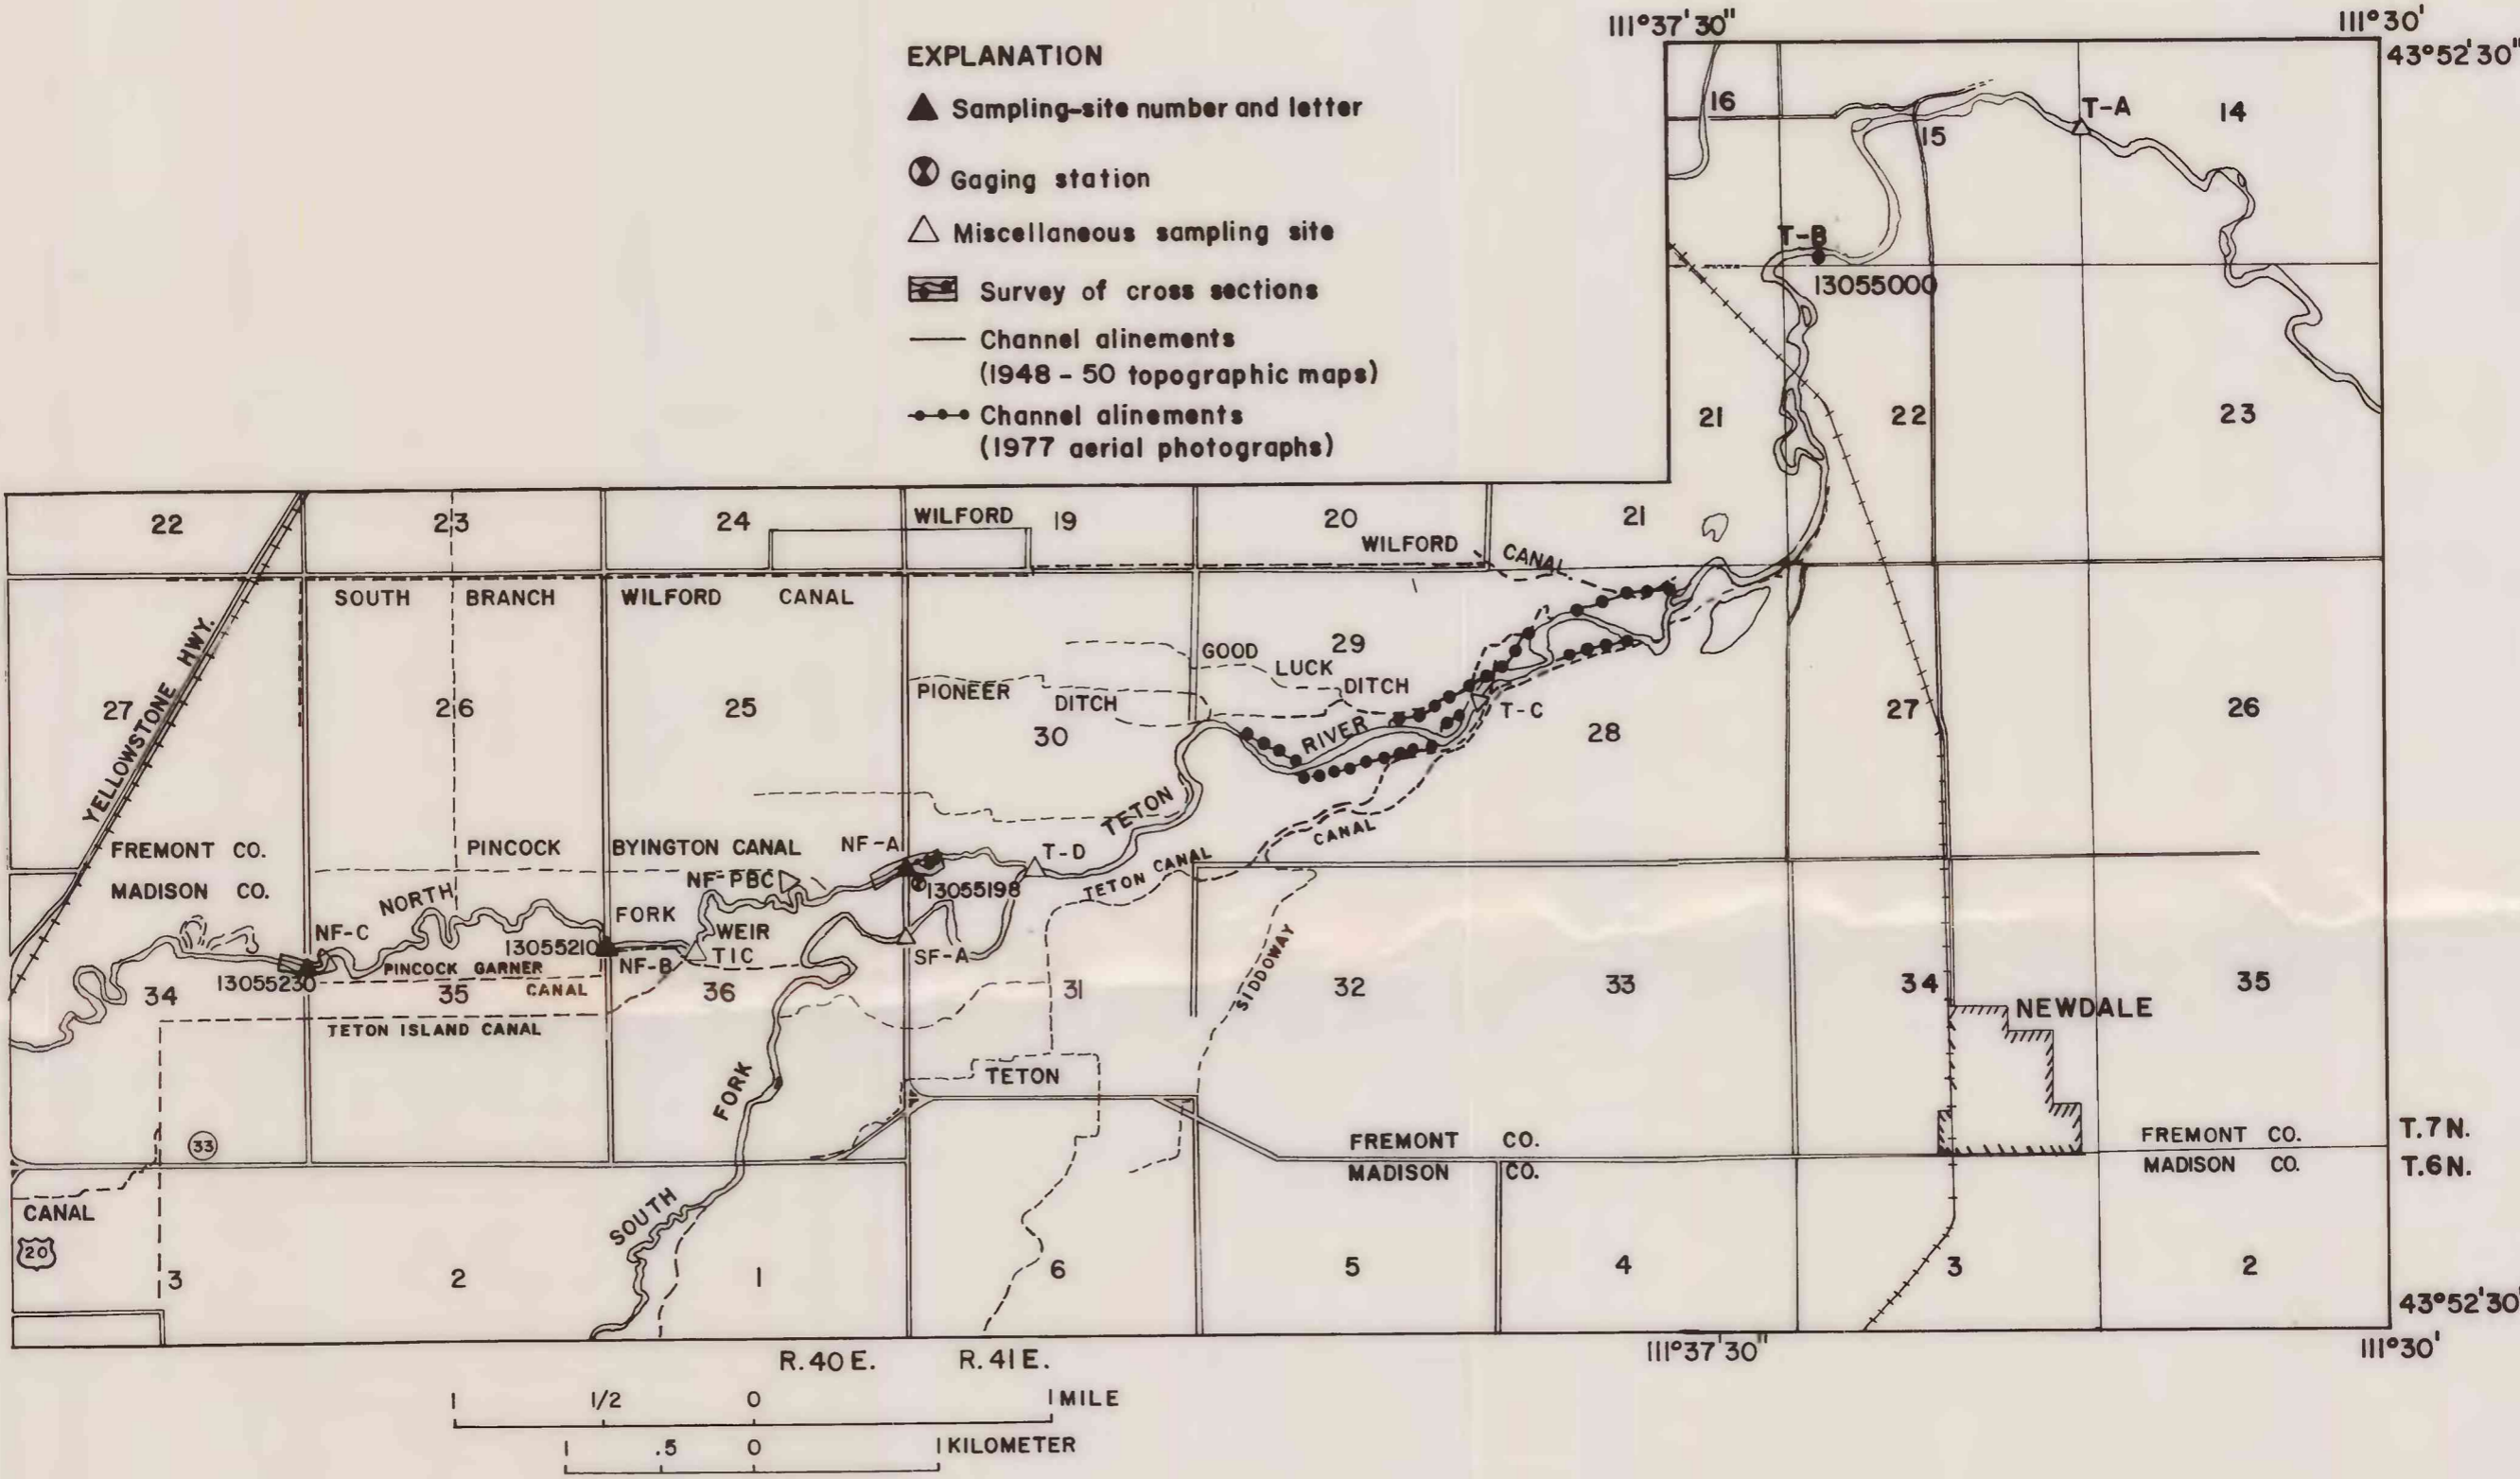 111°37'30"
111°30'
43°52'30"
EXPLANATION
Sampling-site number and letter
Gaging station
Miscellaneous sampling site
Survey of cross sections
Channel alinements
(1948 - 50 topographic maps)
Channel alinements
(1977 aerial photographs)
16
15
T-A
14
T-B
13055000
21
22
23
22
23
24
WILFORD
19
20
21
WILFORD CANAL
SOUTH BRANCH WILFORD CANAL
YELLOWSTONE HWY.
27
26
25
PIONEER DITCH
30
GOOD LUCK DITCH
29
RIVER
T-C
28
27
26
TETON
CANAL
FREMONT CO.
MADISON CO.
PINCOCK BYINGTON CANAL
NF-A
T-D
TETON CANAL
NF-PBC
13055198
NORTH
FORK
NF-C
WEIR
13055210
NF-B
TIC
SF-A
PINCOCK GARNER
CANAL
13055230
34
35
36
31
SIDDOWAY
32
33
34
35
NEWDALE
TETON ISLAND CANAL
TETON
FORK
33
FREMONT CO.
MADISON CO.
FREMONT CO.
MADISON CO.
T.7N.
T.6N.
CANAL
20
SOUTH
3
2
1
6
5
4
3
2
43°52'30
R.40E.
R.41E.
111°37'30"
111°30'
1
1/2
0
1 MILE
1
.5
0
1 KILOMETER